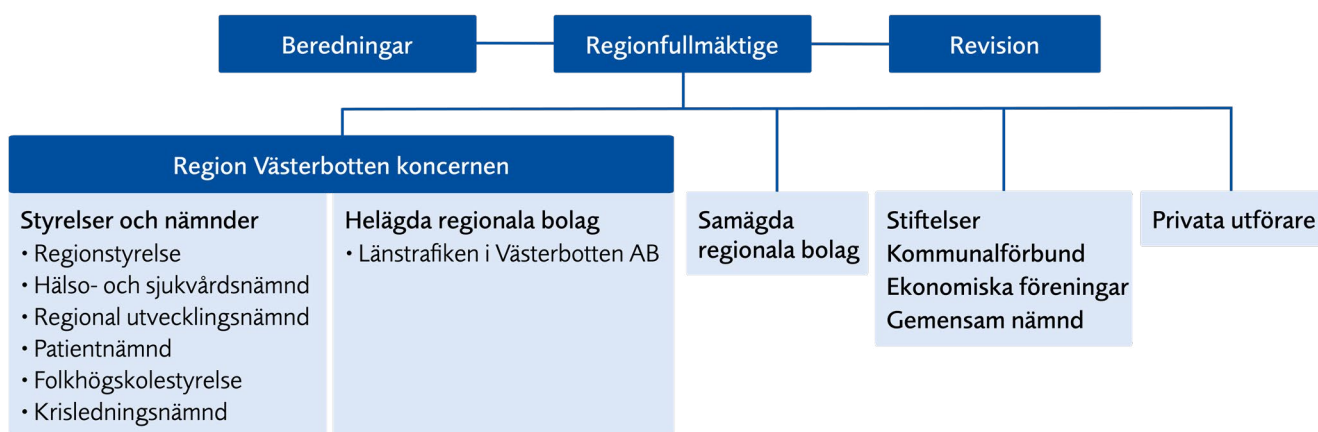 Beredningar
Regionfullmäktige
Revision
Region Västerbotten koncernen
Styrelser och nämnder
• Regionstyrelse
• Hälso- och sjukvårdsnämnd
• Regional utvecklingsnämnd
• Patientnämnd
• Folkhögskolestyrelse
• Krisledningsnämnd
Helägda regionala bolag
• Länstrafiken i Västerbotten AB
Samägda
regionala bolag
Stiftelser
Kommunalförbund
Ekonomiska föreningar
Gemensam nämnd
Privata utförare